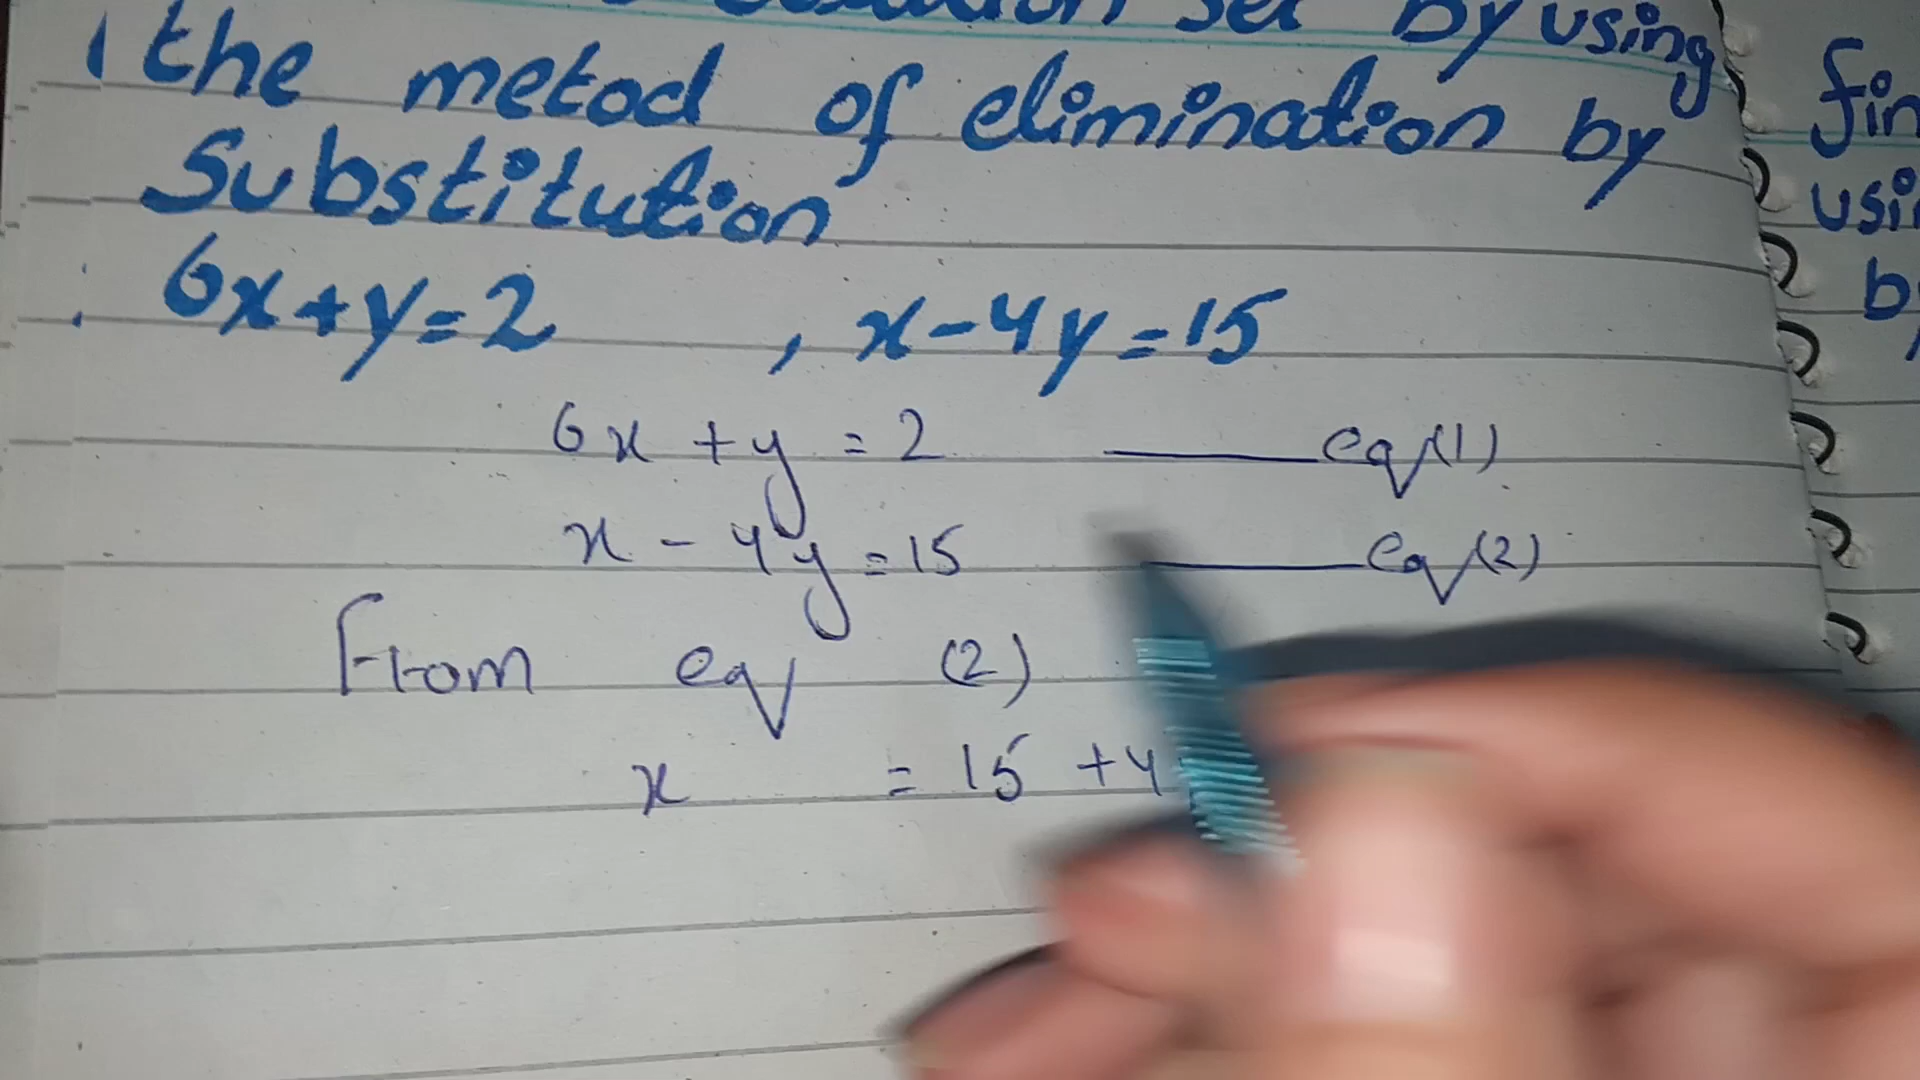 set by using
the metod of elimination by
Substitution
6x+y=2 , x-4y=15
6x +y = 2 eq(1)
x - 4y = 15 eq(2)
From eq (2)
x = 15 +4
fin
usi
b